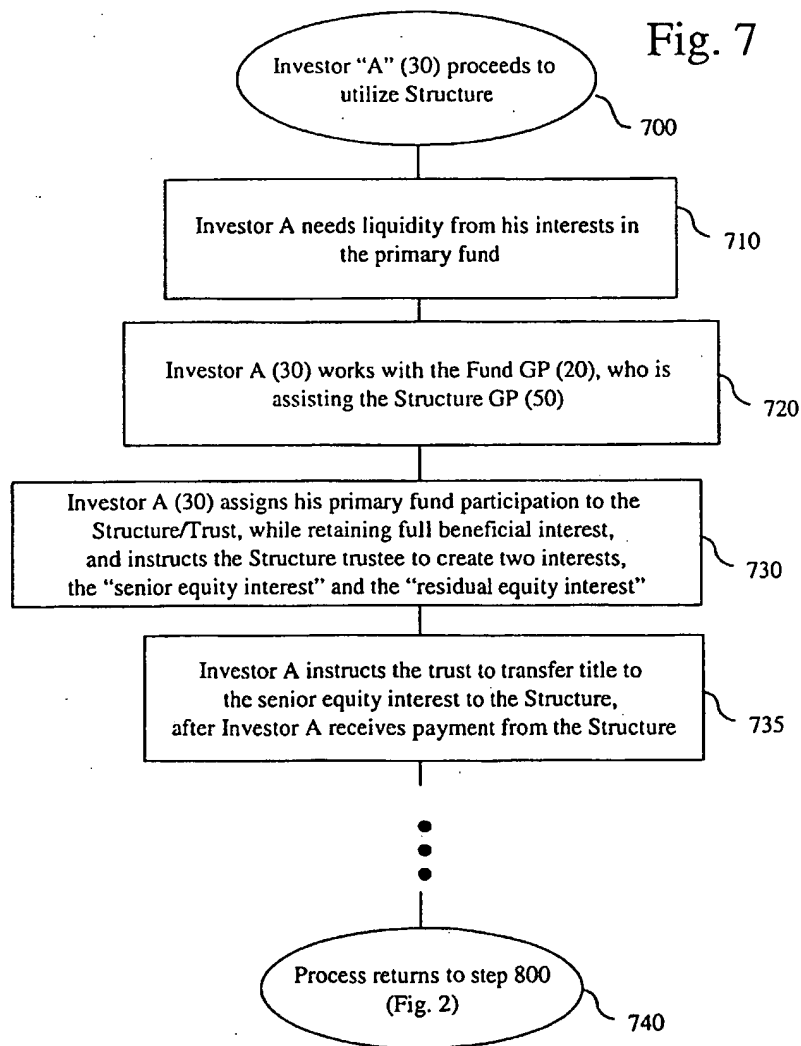 Fig. 7
Investor "A" (30) proceeds to
utilize Structure
700
Investor A needs liquidity from his interests in
the primary fund
710
Investor A (30) works with the Fund GP (20), who is
assisting the Structure GP (50)
720
Investor A (30) assigns his primary fund participation to the
Structure/Trust, while retaining full beneficial interest,
and instructs the Structure trustee to create two interests,
the "senior equity interest" and the "residual equity interest"
730
Investor A instructs the trust to transfer title to
the senior equity interest to the Structure,
after Investor A receives payment from the Structure
735
Process returns to step 800
(Fig. 2)
740